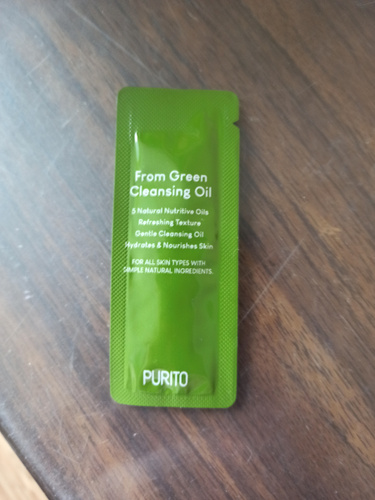 From Green
Cleansing Oil
5 Natural Nutritive Oils
Refreshing Texture
Gentle Cleansing Oil
Hydrates & Nourishes Skin
FOR ALL SKIN TYPES WITH
SIMPLE NATURAL INGREDIENTS.
PURITO